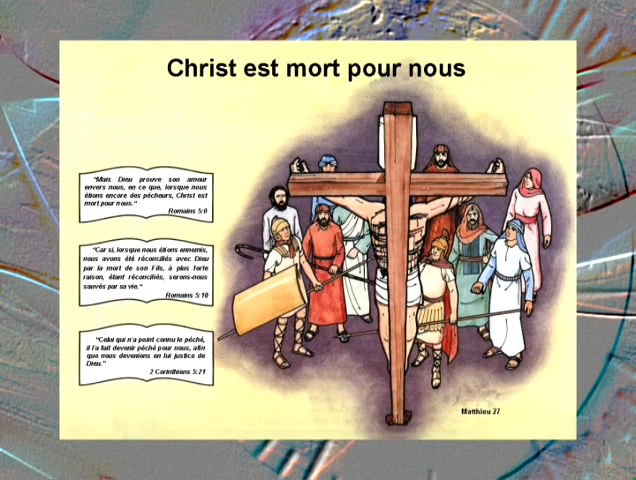 Christ est mort pour nous
"Mais Dieu prouve son amour
envers nous, en ce que, lorsque nous
étions encore des pécheurs, Christ est
mort pour nous."
Romains 5:8
"Car si, lorsque nous étions ennemis,
nous avons été réconciliés avec Dieu
par la mort de son Fils, à plus forte
raison, étant réconciliés, serons-nous
sauvés par sa vie."
Romains 5:10
"Celui qui n'a point connu le péché,
il l'a fait devenir péché pour nous, afin
que nous devenions en lui justice de
Dieu."
2 Corinthiens 5:21
Matthieu 27